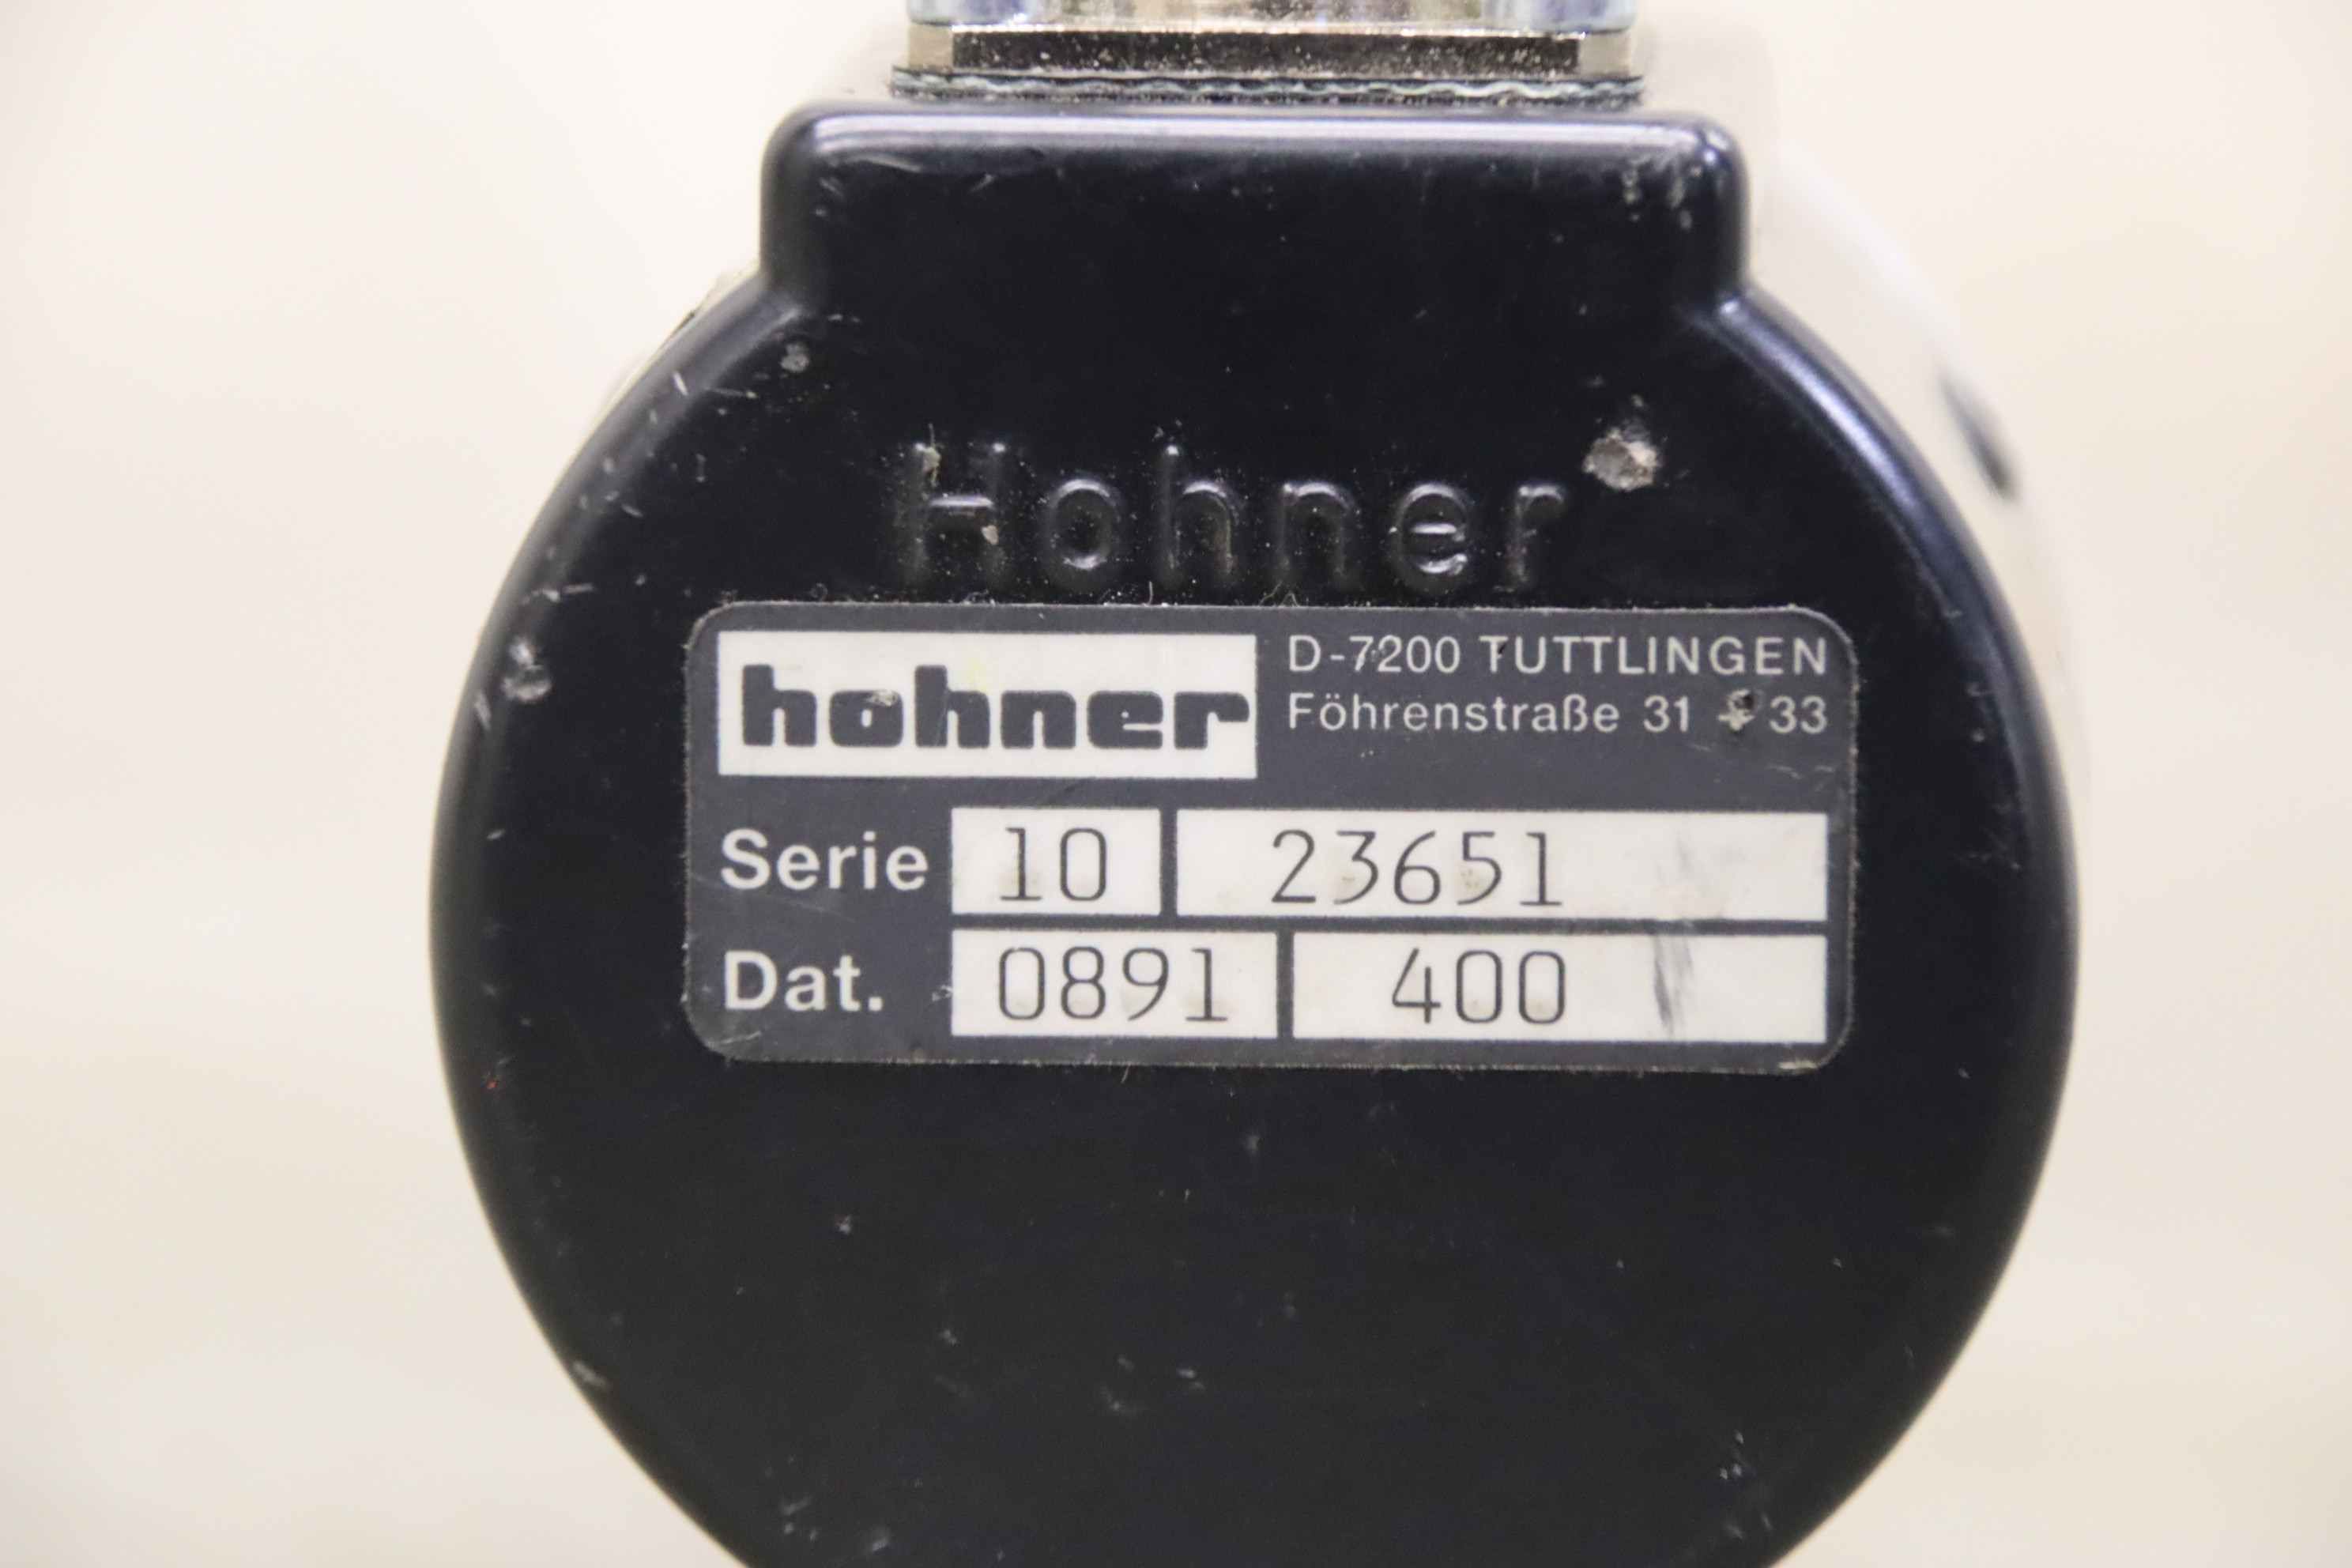 Hohner
hohner
D-7200 TUTTLINGEN
Föhrenstraße 31 + 33
Serie 10 23651
Dat. 0891 400